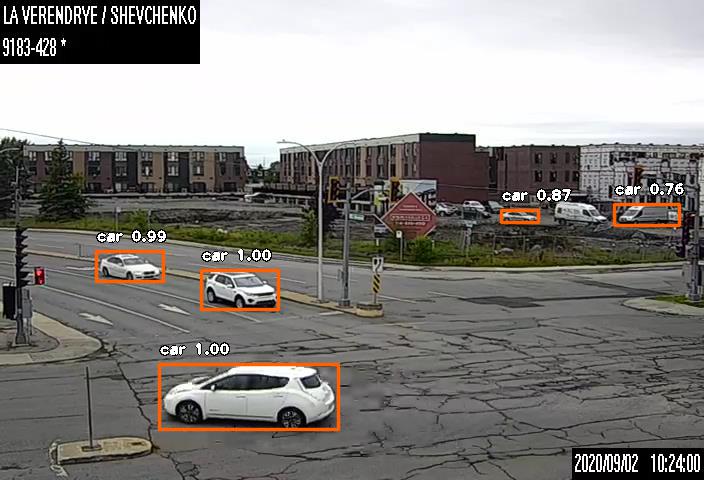 LA VERENDRYE / SHEVCHENKO
9183-428 *
car 0.87
car 0.76
car 0.99
car 1.00
car 1.00
2020/09/02 10:24:00